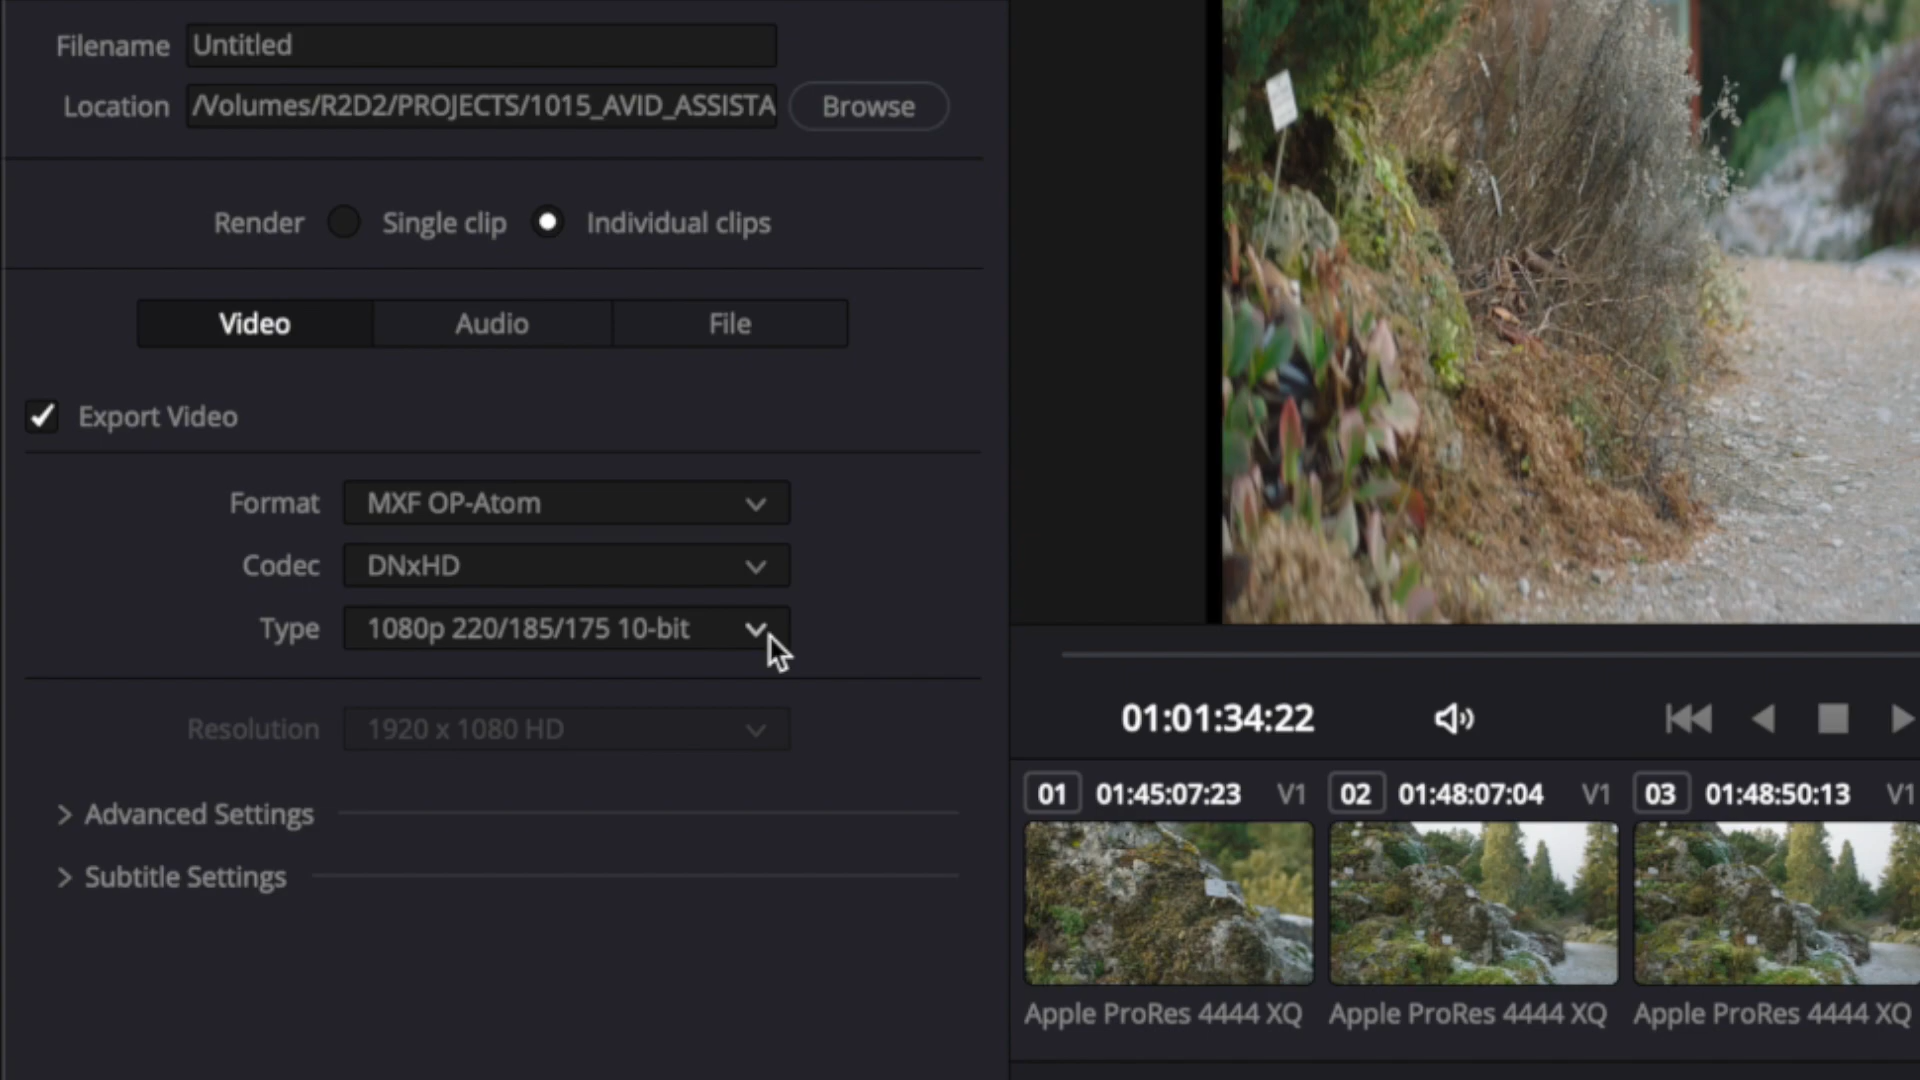 Filename Untitled
Location /Volumes/R2D2/PROJECTS/1015_AVID_ASSISTA Browse
Render Single clip Individual clips
Video Audio File
Export Video
Format MXF OP-Atom
Codec DNxHD
Type 1080p 220/185/175 10-bit
Resolution 1920 x 1080 HD
Advanced Settings
Subtitle Settings
01:01:34:22
01 01:45:07:23 V1 02 01:48:07:04 V1 03 01:48:50:13 V1
Apple ProRes 4444 XQ Apple ProRes 4444 XQ Apple ProRes 4444 XQ